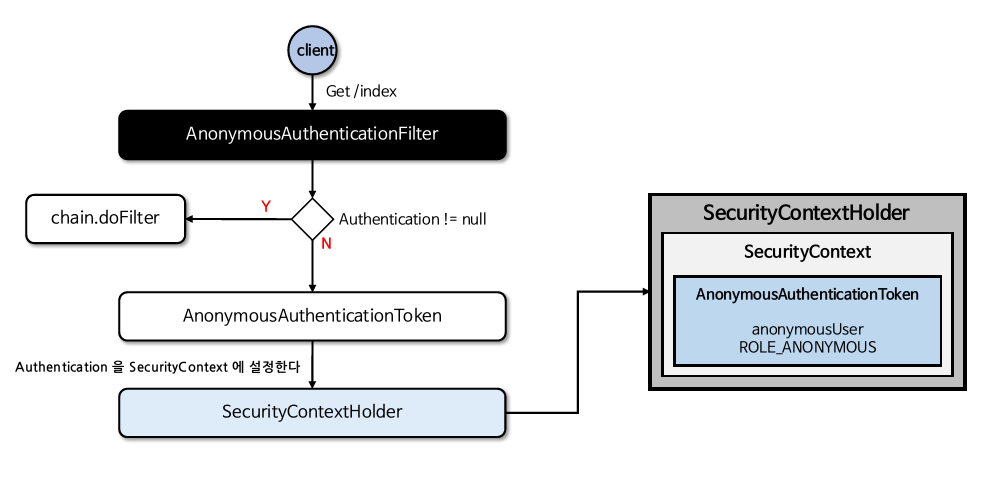 client
Get /index
AnonymousAuthenticationFilter
Y
chain.doFilter
Authentication != null
N
AnonymousAuthenticationToken
Authentication 을 SecurityContext 에 설정한다
SecurityContextHolder
SecurityContextHolder
SecurityContext
AnonymousAuthenticationToken
anonymousUser
ROLE_ANONYMOUS